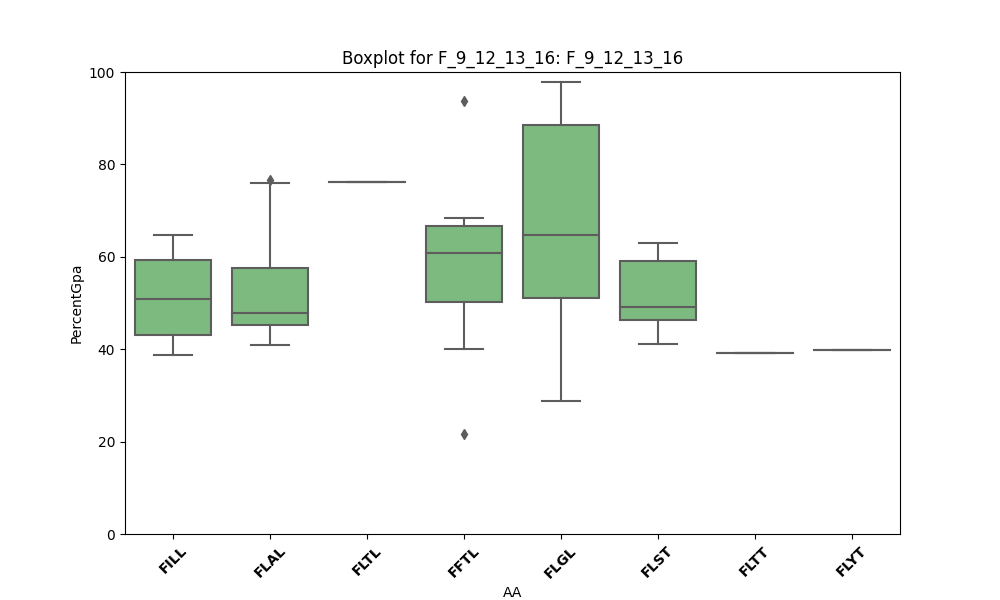 Boxplot for F_9_12_13_16: F_9_12_13_16
100
80
60
40
20
0
PercentGpa
FILL
FLAL
FLTL
FFTL
FLGL
FLST
FLTT
FLYT
AA